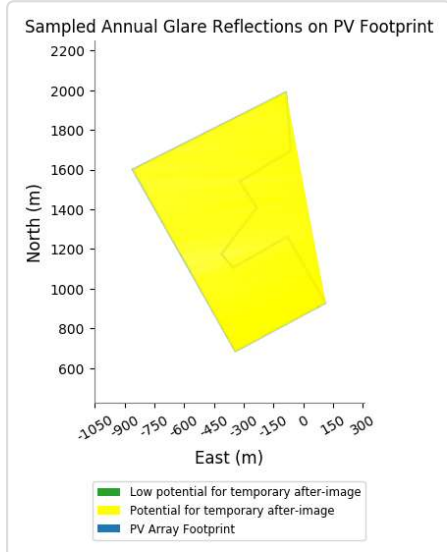 Sampled Annual Glare Reflections on PV Footprint
2200
2000
1800
1600
1400
1200
1000
800
600
North (m)
-1050 -900 -750 -600 -450 -300 -150 0 150 300
East (m)
Low potential for temporary after-image
Potential for temporary after-image
PV Array Footprint